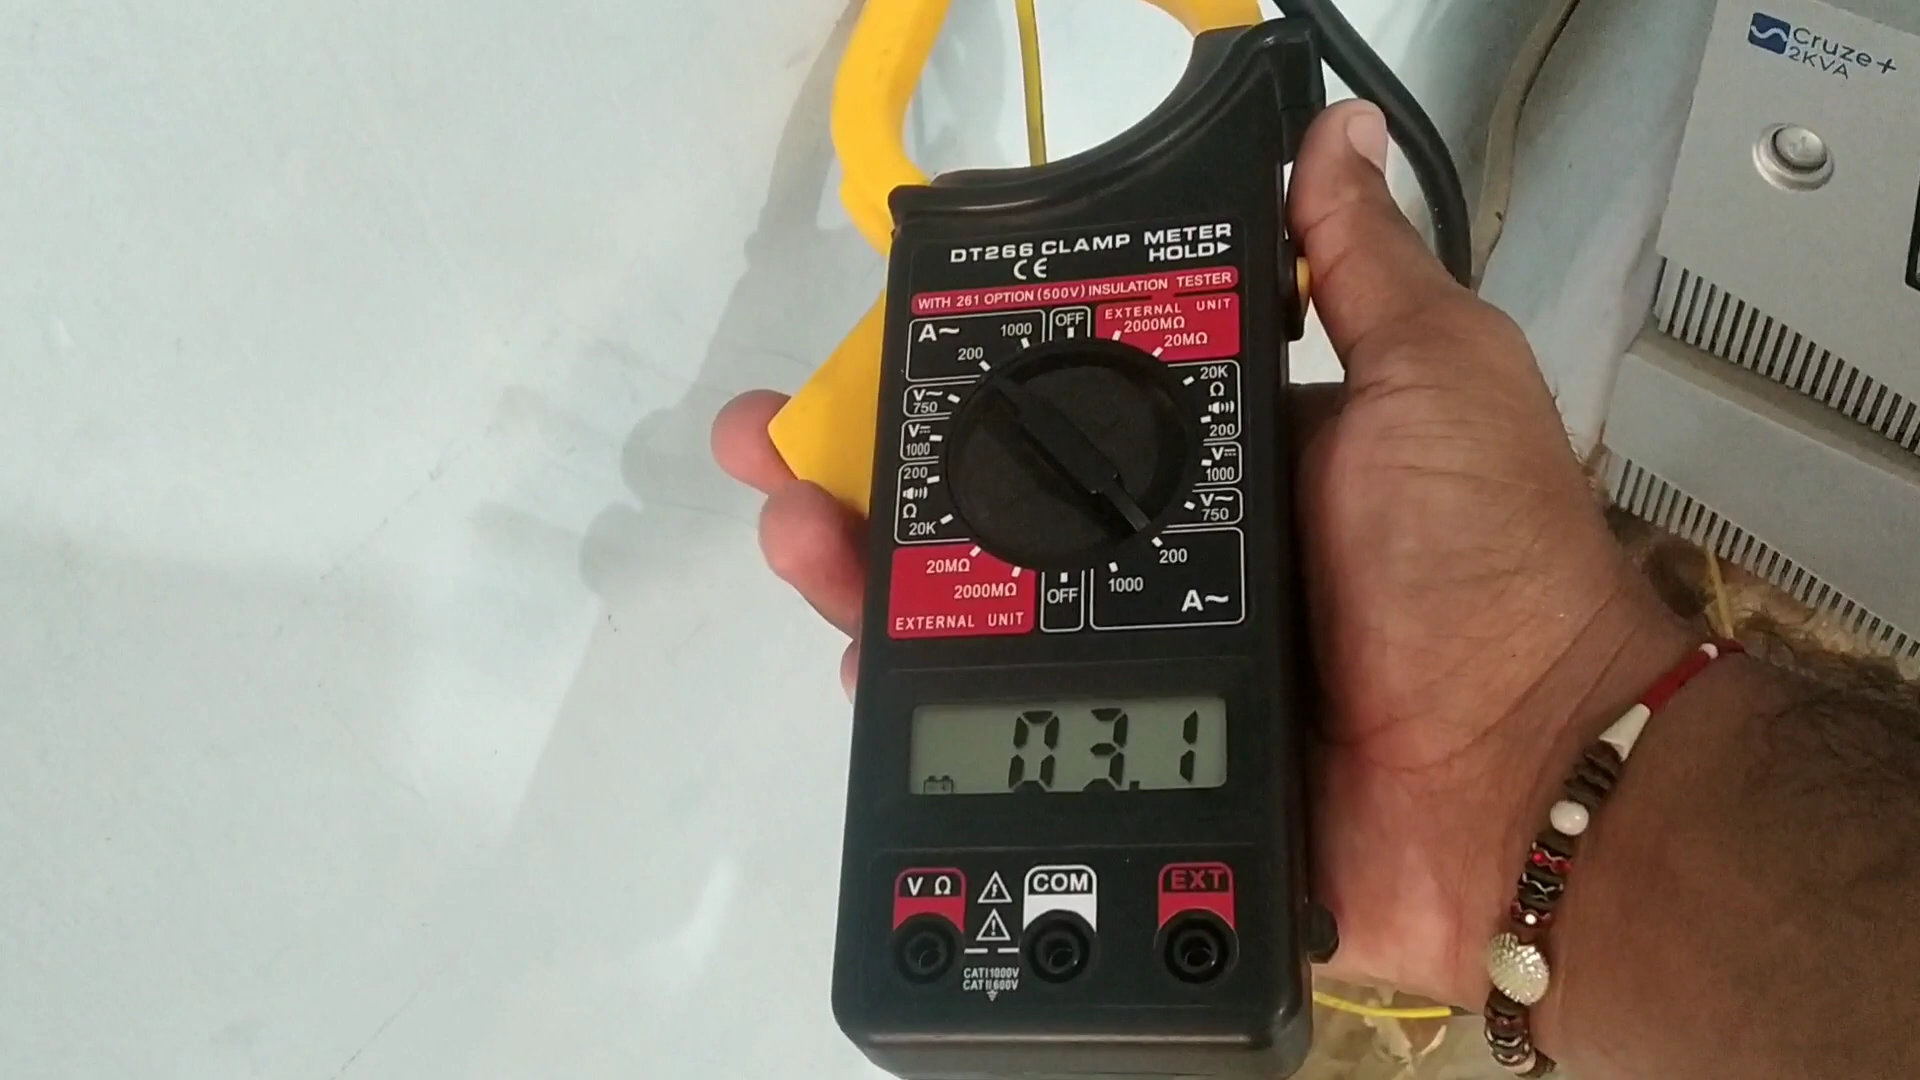 Cruze+
2KVA
DT266 CLAMP METER
CE
HOLD▶
WITH 261 OPTION (500V) INSULATION TESTER
A~
1000
200
OFF
EXTERNAL UNIT
2000MΩ
20MΩ
V~
750
V⎓
1000
200
Ω
20K
20K
Ω
200
V⎓
1000
V~
750
20MΩ
2000MΩ
EXTERNAL UNIT
OFF
200
1000
A~
03.1
V Ω
COM
EXT
CAT I 1000V
CAT II 600V